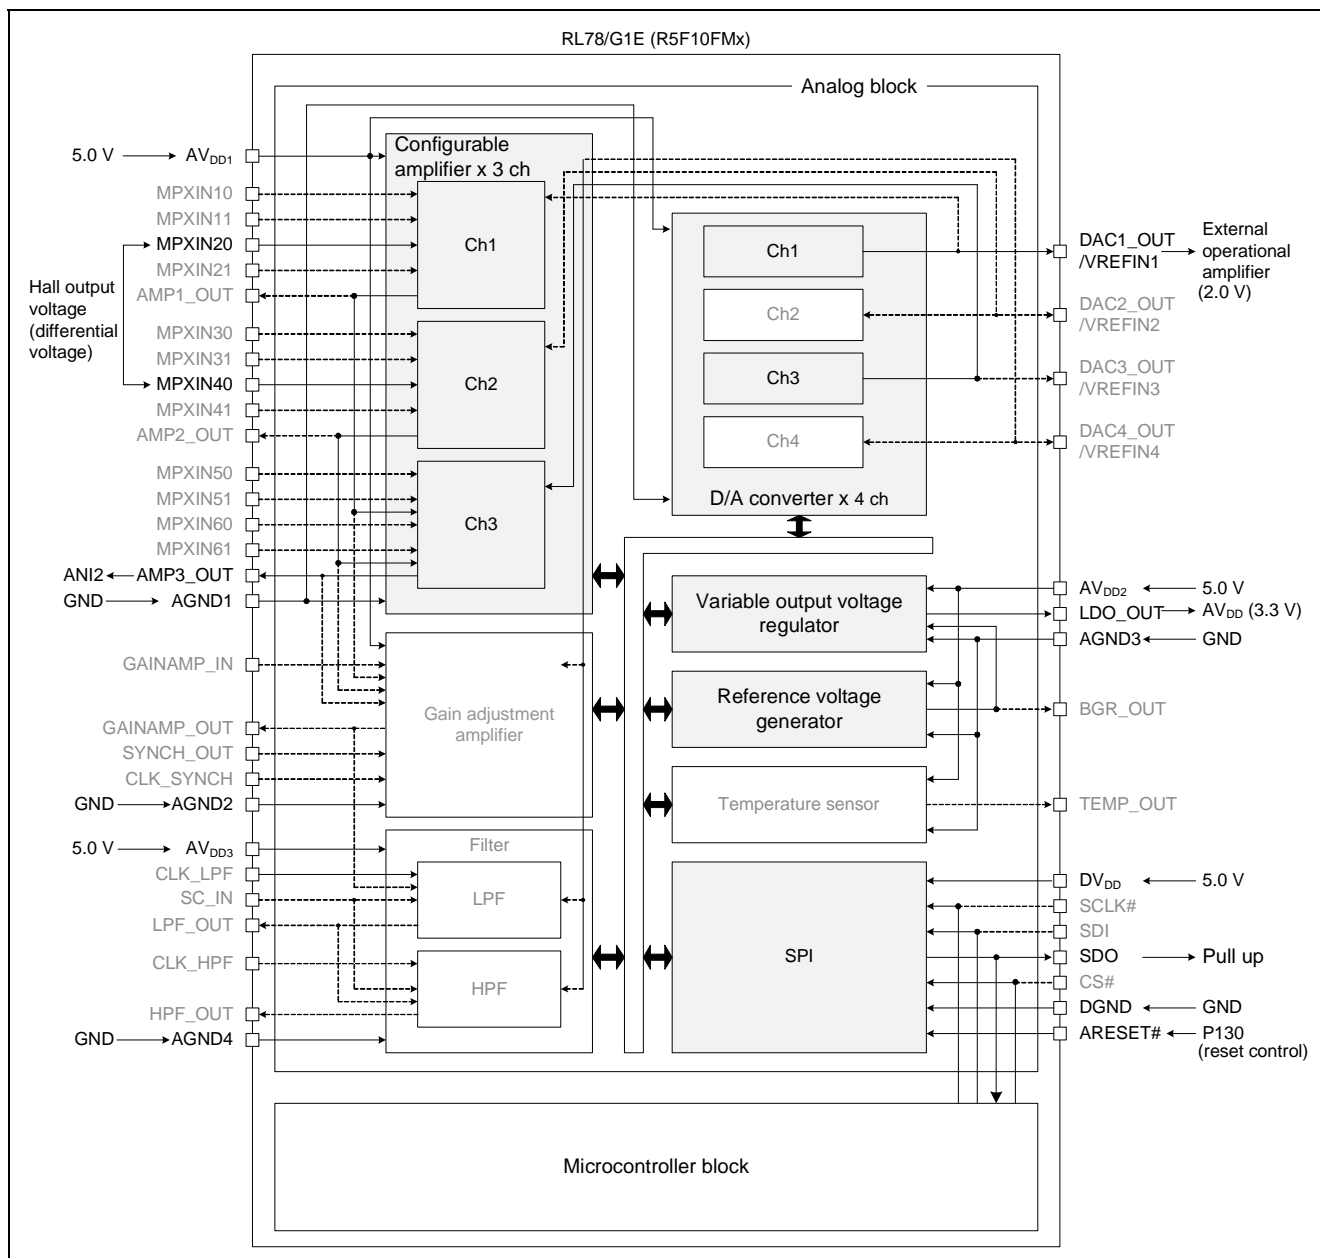 RL78/G1E (R5F10FMx)
Analog block
5.0 V
AVDD1
MPXIN10
MPXIN11
MPXIN20
MPXIN21
AMP1_OUT
Hall output
voltage
(differential
voltage)
MPXIN30
MPXIN31
MPXIN40
MPXIN41
AMP2_OUT
MPXIN50
MPXIN51
MPXIN60
MPXIN61
ANI2
AMP3_OUT
GND
AGND1
GAINAMP_IN
GAINAMP_OUT
SYNCH_OUT
CLK_SYNCH
GND
AGND2
5.0 V
AVDD3
CLK_LPF
SC_IN
LPF_OUT
CLK_HPF
HPF_OUT
GND
AGND4
Configurable
amplifier x 3 ch
Ch1
Ch2
Ch3
Gain adjustment
amplifier
Filter
LPF
HPF
Ch1
Ch2
Ch3
Ch4
D/A converter x 4 ch
Variable output voltage
regulator
Reference voltage
generator
Temperature sensor
SPI
DAC1_OUT
/VREFIN1
External
operational
amplifier
(2.0 V)
DAC2_OUT
/VREFIN2
DAC3_OUT
/VREFIN3
DAC4_OUT
/VREFIN4
AVDD2
5.0 V
LDO_OUT
AVDD (3.3 V)
AGND3
GND
BGR_OUT
TEMP_OUT
DVDD
5.0 V
SCLK#
SDI
SDO
Pull up
CS#
DGND
GND
ARESET#
P130
(reset control)
Microcontroller block